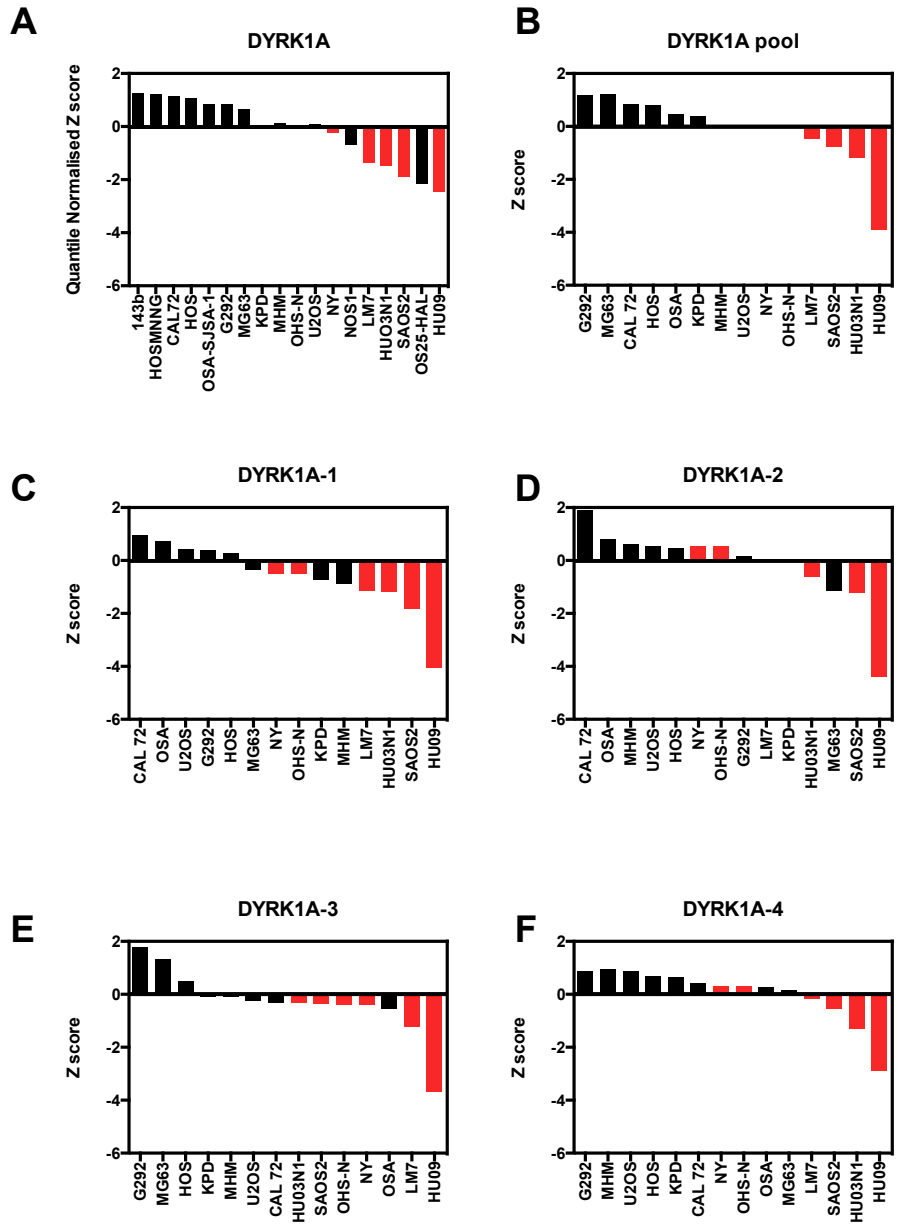 A
DYRK1A
Quantile Normalised Z score
2
0
-2
-4
-6
143b
HOSMNNG
CAL72
HOS
OSA-SJSA-1
G292
MG63
KPD
MHM
OHS-N
U2OS
NY
NOS1
LM7
HUO3N1
SAOS2
OS25-HAL
HU09
B
DYRK1A pool
Z score
2
0
-2
-4
-6
G292
MG63
CAL 72
HOS
OSA
KPD
MHM
U2OS
NY
OHS-N
LM7
SAOS2
HU03N1
HU09
C
DYRK1A-1
Z score
2
0
-2
-4
-6
CAL 72
OSA
U2OS
G292
HOS
MG63
NY
OHS-N
KPD
MHM
LM7
HU03N1
SAOS2
HU09
D
DYRK1A-2
Z score
2
0
-2
-4
-6
CAL 72
OSA
MHM
U2OS
HOS
NY
OHS-N
G292
LM7
KPD
HU03N1
MG63
SAOS2
HU09
E
DYRK1A-3
Z score
2
0
-2
-4
-6
G292
MG63
HOS
KPD
MHM
U2OS
CAL 72
HU03N1
SAOS2
OHS-N
NY
OSA
LM7
HU09
F
DYRK1A-4
Z score
2
0
-2
-4
-6
G292
MHM
U2OS
HOS
KPD
CAL 72
NY
OHS-N
OSA
MG63
LM7
SAOS2
HU03N1
HU09